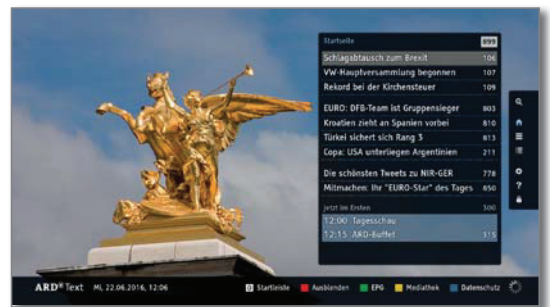 Startseite 899
Schlagabtausch zum Brexit 106
VW-Hauptversammlung begonnen 107
Rekord bei der Kirchensteuer 109
EURO: DFB-Team ist Gruppensieger 803
Kroatien zieht an Spanien vorbei 810
Türkei sichert sich Rang 3 813
Copa: USA unterliegen Argentinien 211
Die schönsten Tweets zu NIR-GER 778
Mitmachen: Ihr "EURO-Star" des Tages 650
Jetzt im Ersten 300
12:00 Tagesschau
12:15 ARD-Buffet 315
ARD Text Mi, 22.06.2016, 12:06 0 Startleiste Ausblenden EPG Mediathek Datenschutz